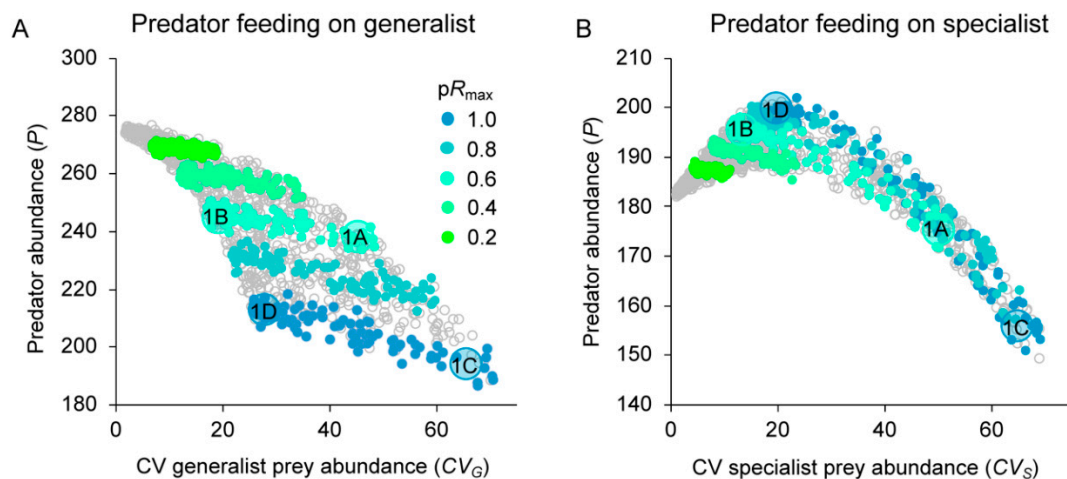 A
Predator feeding on generalist
300
280
260
240
220
200
180
Predator abundance (P)
pRmax
1.0
0.8
0.6
0.4
0.2
1B
1A
1D
1C
0
20
40
60
CV generalist prey abundance (CVG)
B
Predator feeding on specialist
210
200
190
180
170
160
150
140
Predator abundance (P)
1D
1B
1A
1C
0
20
40
60
CV specialist prey abundance (CVS)